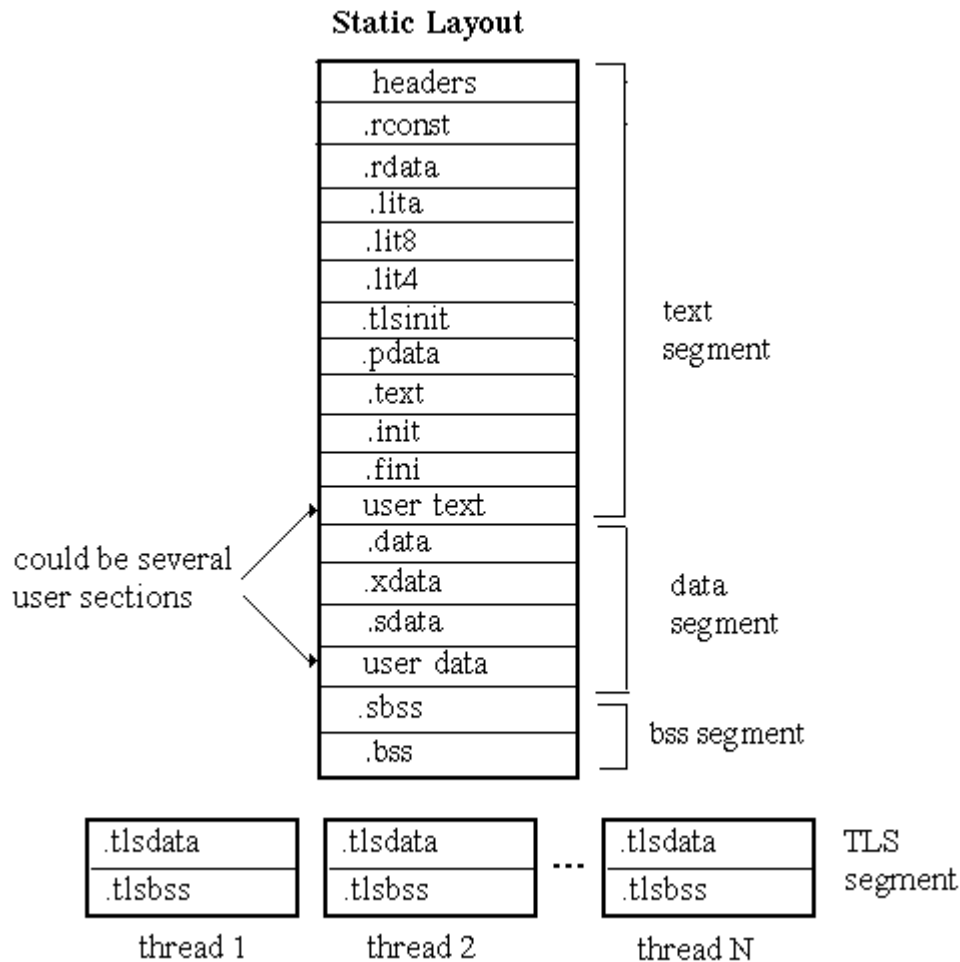 Static Layout
headers
.rconst
.rdata
.lita
.lit8
.lit4
.tlsinit
.pdata
.text
.init
.fini
user text
.data
.xdata
.sdata
user data
.sbss
.bss
text
segment
data
segment
bss segment
could be several
user sections
.tlsdata
.tlsbss
thread 1
.tlsdata
.tlsbss
thread 2
...
.tlsdata
.tlsbss
thread N
TLS
segment